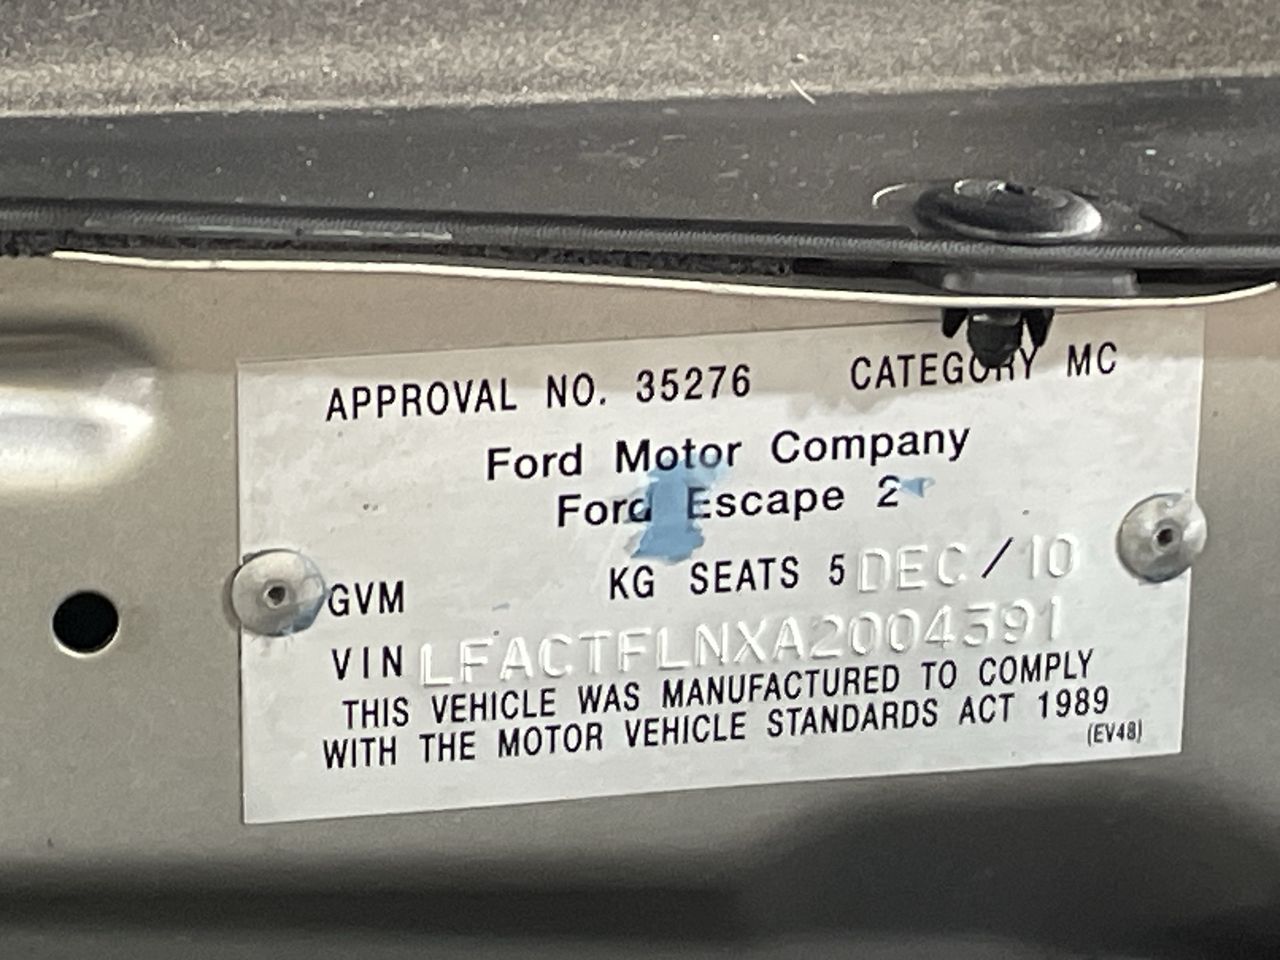 APPROVAL NO. 35276 CATEGORY MC
Ford Motor Company
Ford Escape 2
GVM KG SEATS 5 DEC / 10
VIN LFACTFLNXA2004391
THIS VEHICLE WAS MANUFACTURED TO COMPLY
WITH THE MOTOR VEHICLE STANDARDS ACT 1989
(EV48)